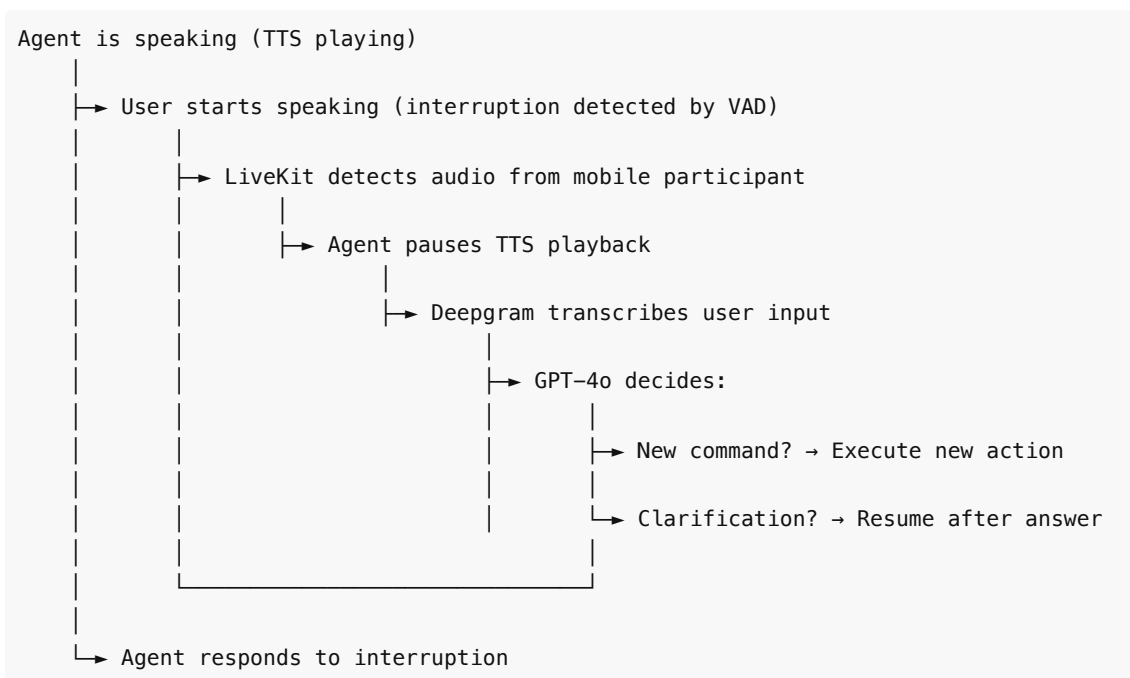 Agent is speaking (TTS playing)
User starts speaking (interruption detected by VAD)
LiveKit detects audio from mobile participant
Agent pauses TTS playback
Deepgram transcribes user input
GPT-4o decides:
New command? → Execute new action
Clarification? → Resume after answer
Agent responds to interruption